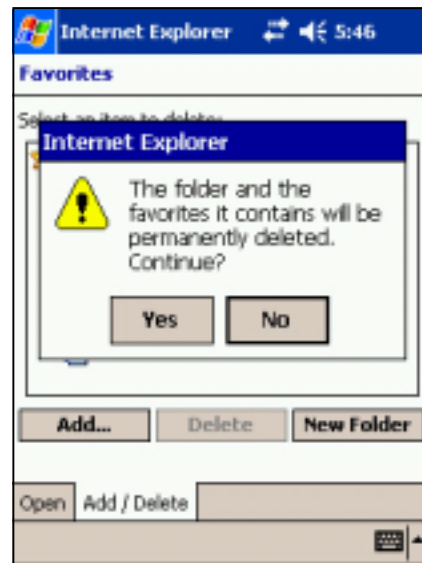 Internet Explorer 5:46
Favorites
Select an item to delete:
Internet Explorer
The folder and the
favorites it contains will be
permanently deleted.
Continue?
Yes No
Add... Delete New Folder
Open Add / Delete